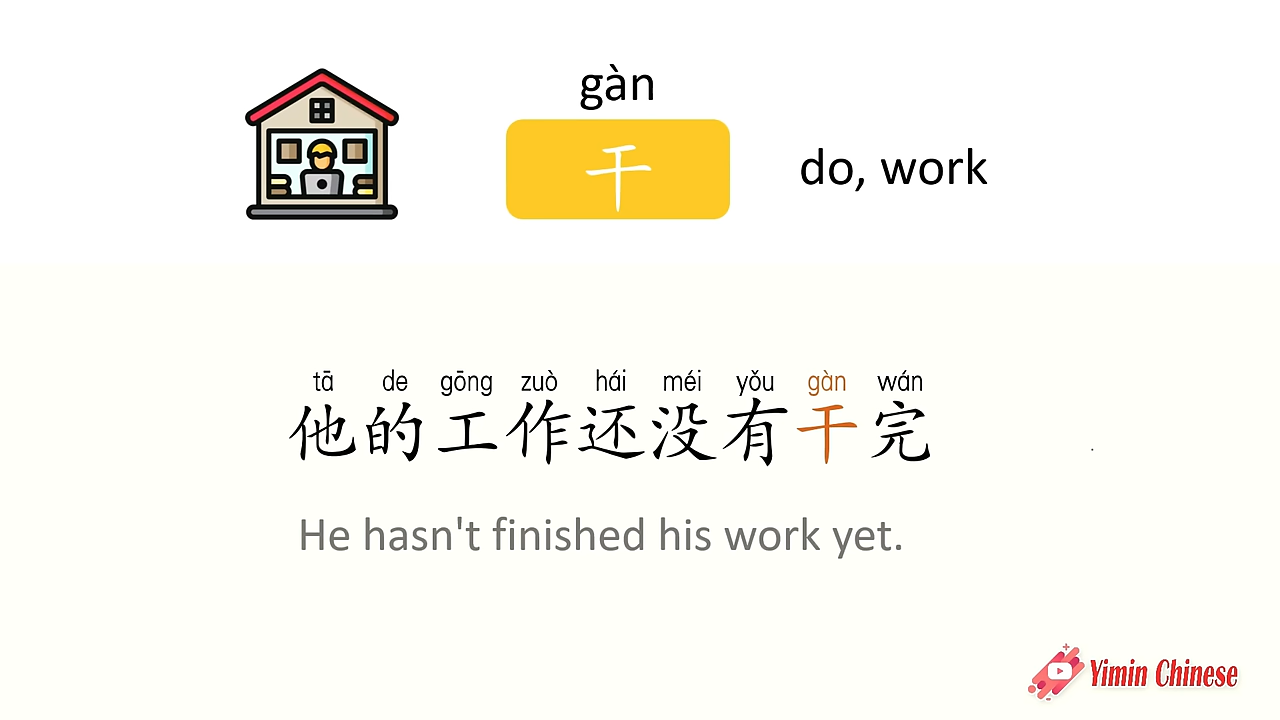 gàn
干
do, work
tā de gōng zuò hái méi yǒu gàn wán
他的工作还没有干完
He hasn't finished his work yet.
Yimin Chinese